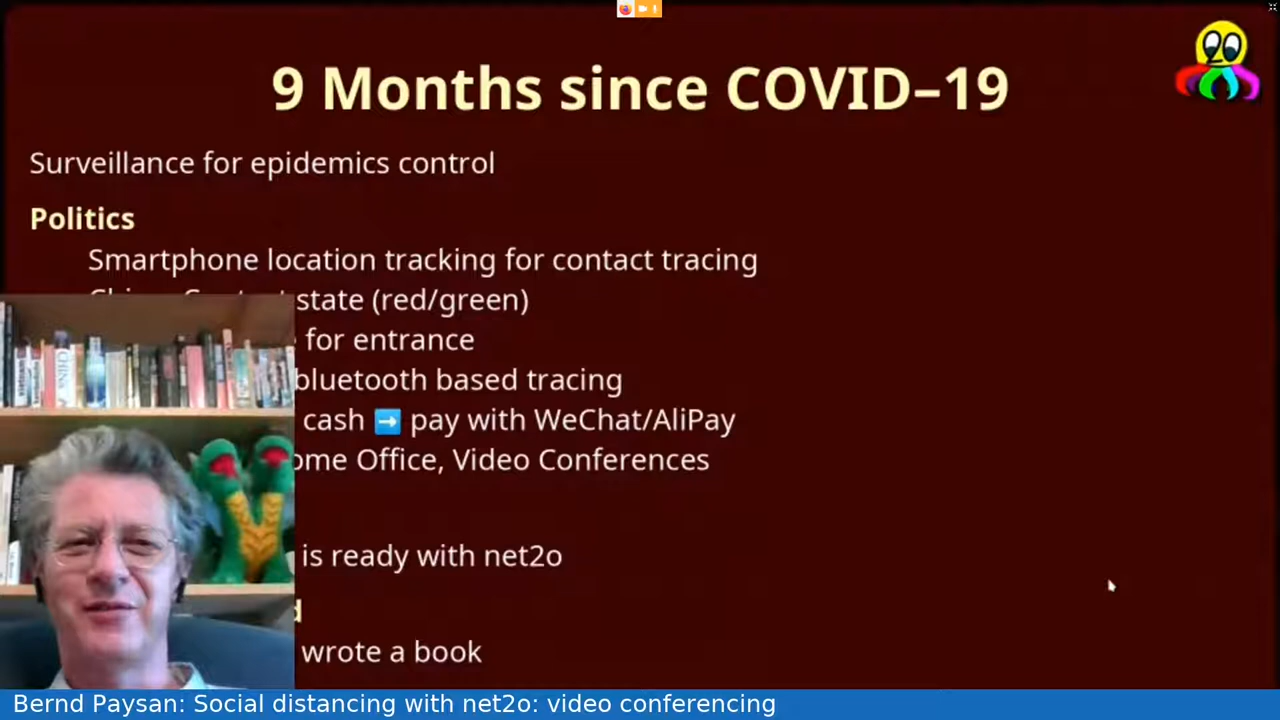 9 Months since COVID–19
Surveillance for epidemics control
Politics
Smartphone location tracking for contact tracing
state (red/green)
for entrance
bluetooth based tracing
cash ➡ pay with WeChat/AliPay
ome Office, Video Conferences
is ready with net2o
d
wrote a book
Bernd Paysan: Social distancing with net2o: video conferencing